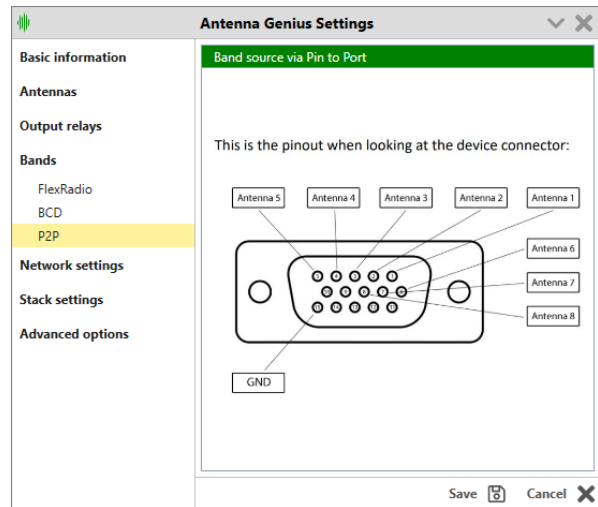 Antenna Genius Settings
Basic information
Antennas
Output relays
Bands
FlexRadio
BCD
P2P
Network settings
Stack settings
Advanced options
Band source via Pin to Port
This is the pinout when looking at the device connector:
Antenna 5
Antenna 4
Antenna 3
Antenna 2
Antenna 1
Antenna 6
Antenna 7
Antenna 8
GND
Save
Cancel